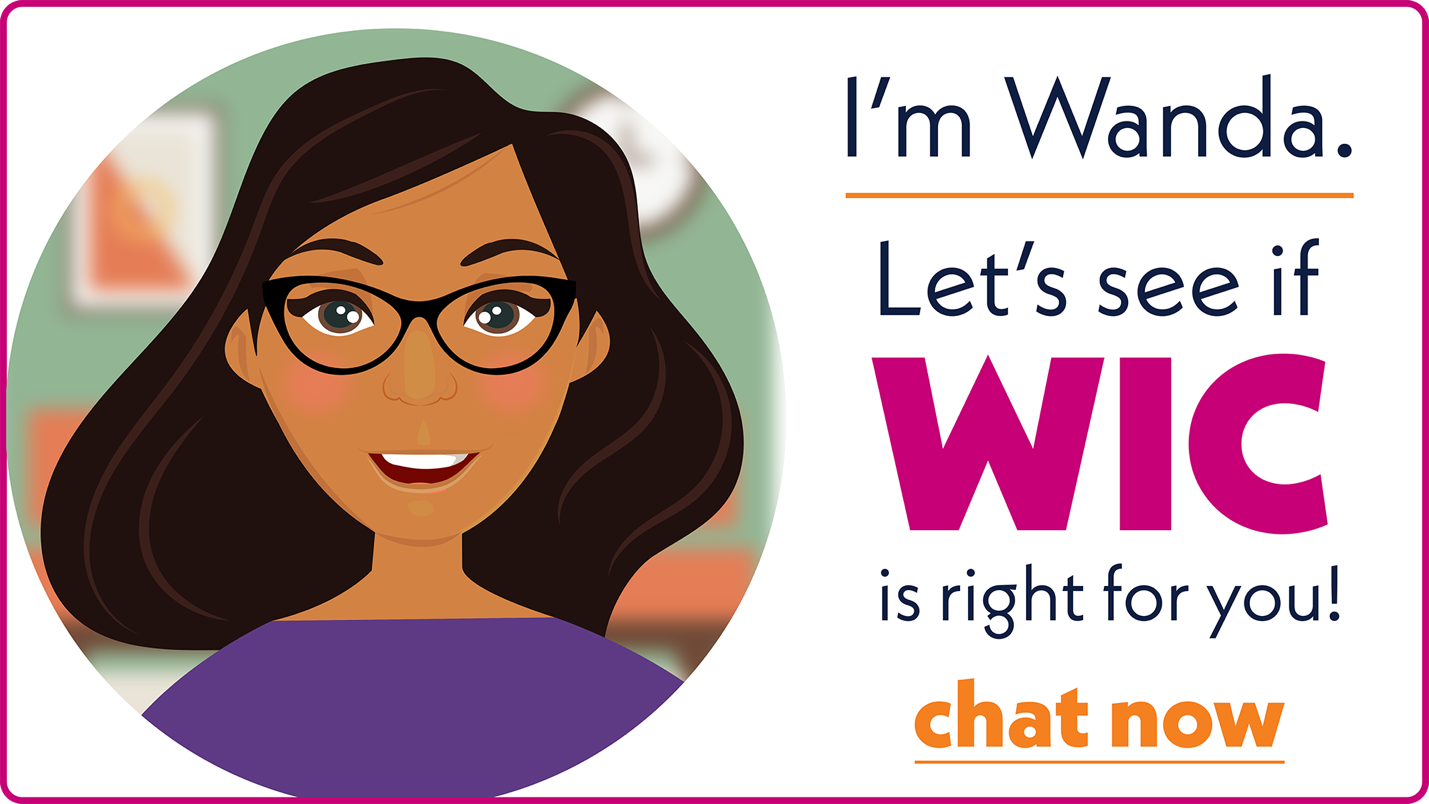 I’m Wanda.
Let’s see if
WIC
is right for you!
chat now